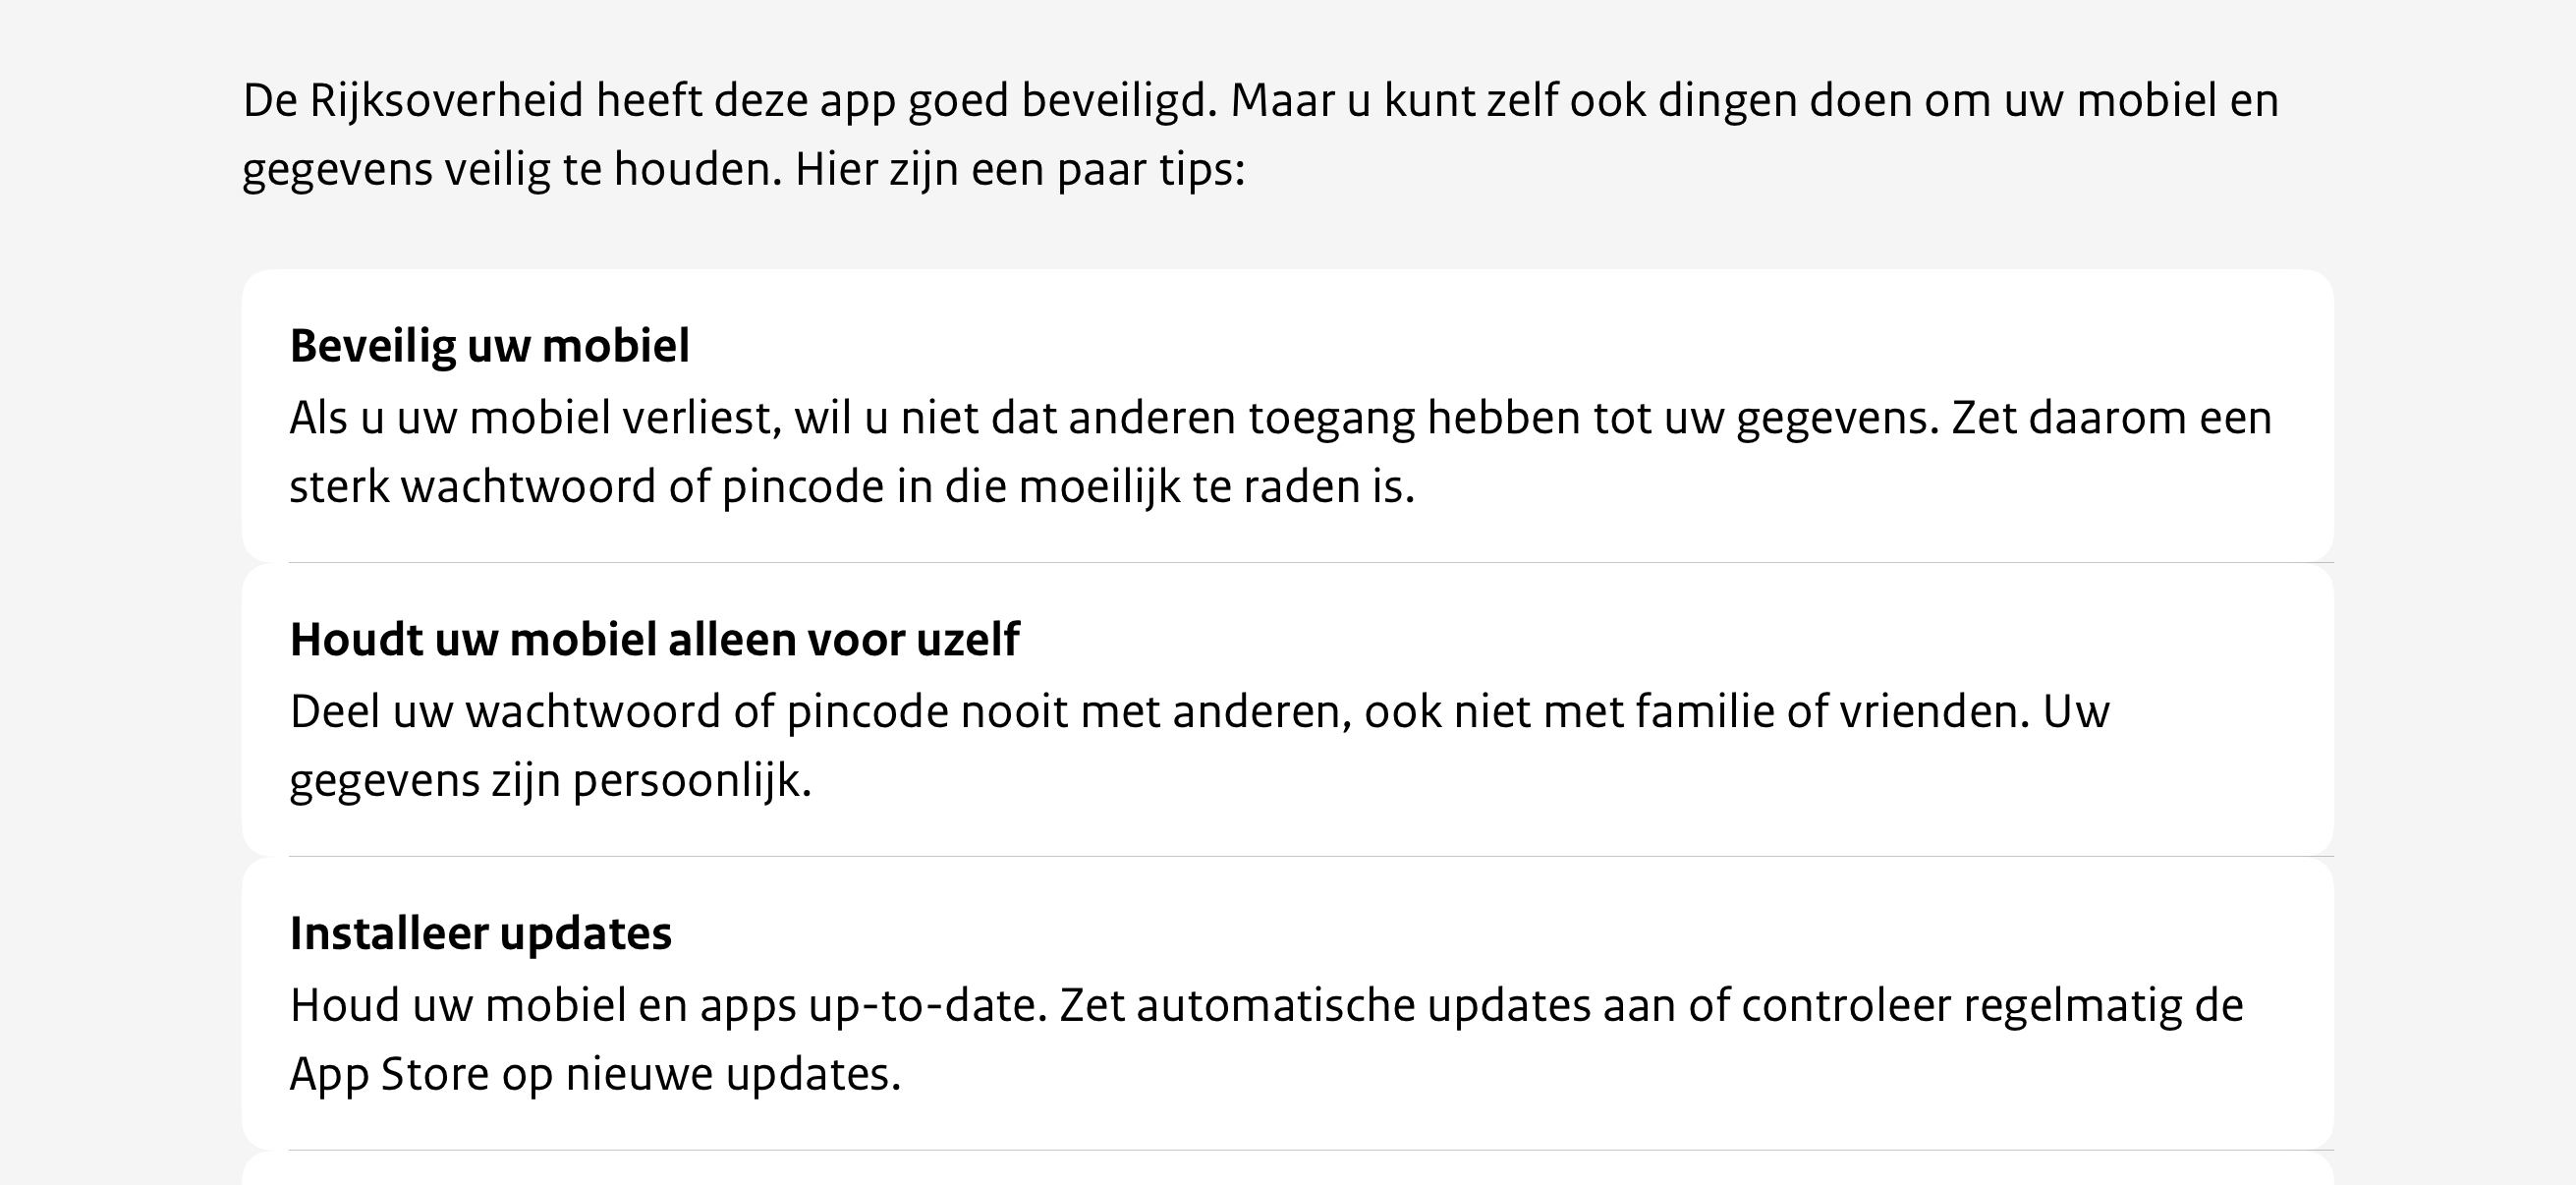 De Rijksoverheid heeft deze app goed beveiligd. Maar u kunt zelf ook dingen doen om uw mobiel en
gegevens veilig te houden. Hier zijn een paar tips:
Beveilig uw mobiel
Als u uw mobiel verliest, wil u niet dat anderen toegang hebben tot uw gegevens. Zet daarom een
sterk wachtwoord of pincode in die moeilijk te raden is.
Houdt uw mobiel alleen voor uzelf
Deel uw wachtwoord of pincode nooit met anderen, ook niet met familie of vrienden. Uw
gegevens zijn persoonlijk.
Installeer updates
Houd uw mobiel en apps up-to-date. Zet automatische updates aan of controleer regelmatig de
App Store op nieuwe updates.